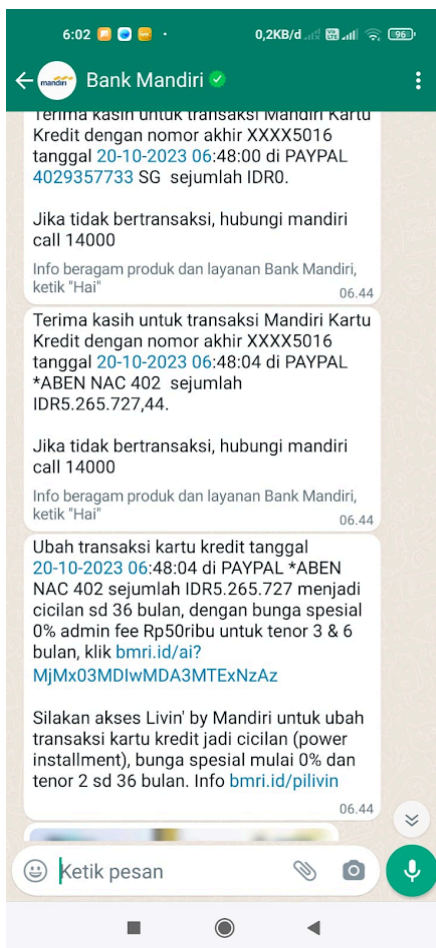 6:02
0,2KB/d
96
mandiri
Bank Mandiri
Terima kasih untuk transaksi Mandiri Kartu
Kredit dengan nomor akhir XXXX5016
tanggal 20-10-2023 06:48:00 di PAYPAL
4029357733 SG  sejumlah IDR0.
Jika tidak bertransaksi, hubungi mandiri
call 14000
Info beragam produk dan layanan Bank Mandiri,
ketik "Hai"
06.44
Terima kasih untuk transaksi Mandiri Kartu
Kredit dengan nomor akhir XXXX5016
tanggal 20-10-2023 06:48:04 di PAYPAL
*ABEN NAC 402  sejumlah
IDR5.265.727,44.
Jika tidak bertransaksi, hubungi mandiri
call 14000
Info beragam produk dan layanan Bank Mandiri,
ketik "Hai"
06.44
Ubah transaksi kartu kredit tanggal
20-10-2023 06:48:04 di PAYPAL *ABEN
NAC 402 sejumlah IDR5.265.727 menjadi
cicilan sd 36 bulan, dengan bunga spesial
0% admin fee Rp50ribu untuk tenor 3 & 6
bulan, klik bmri.id/ai?
MjMx03MDIwMDA3MTExNzAz
Silakan akses Livin' by Mandiri untuk ubah
transaksi kartu kredit jadi cicilan (power
installment), bunga spesial mulai 0% dan
tenor 2 sd 36 bulan. Info bmri.id/pilivin
06.44
Ketik pesan